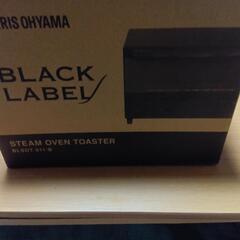 IRIS OHYAMA
BLACK
LABEL
STEAM OVEN TOASTER